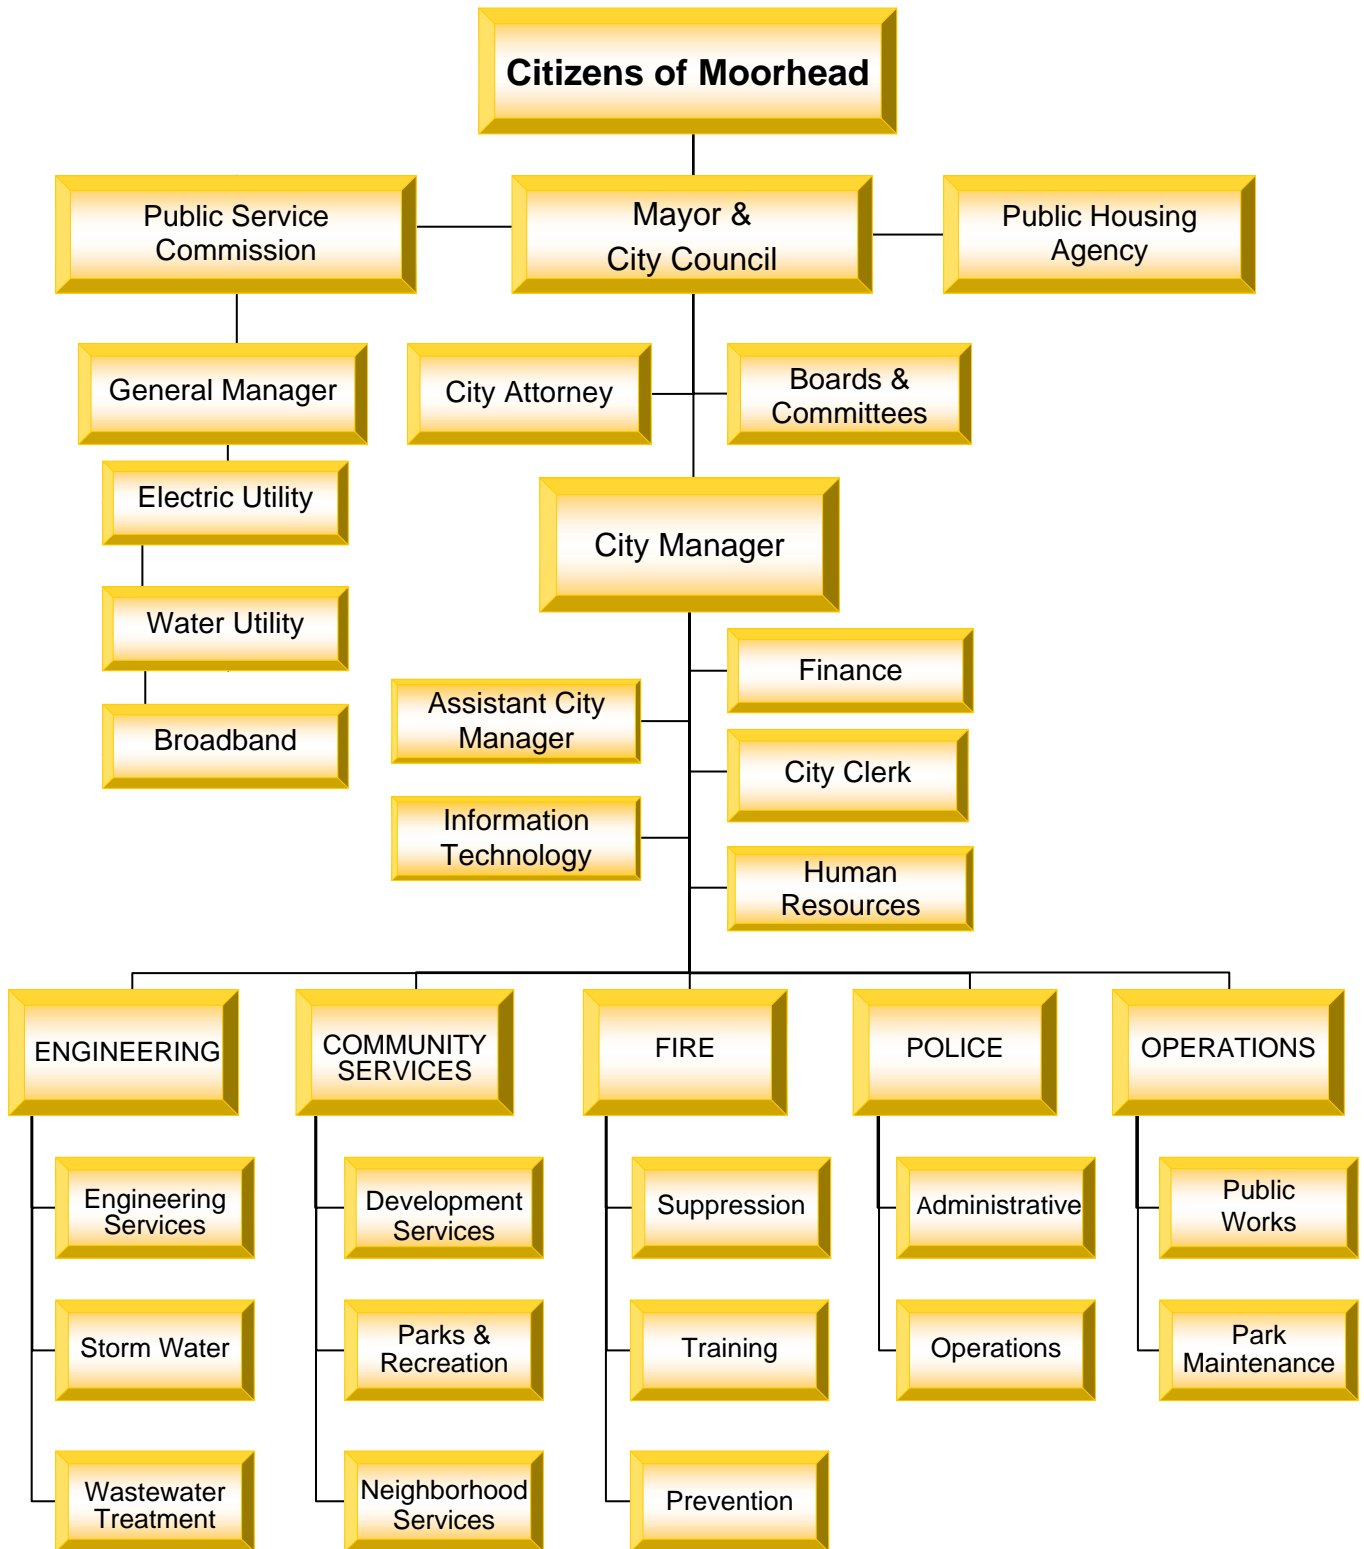 Citizens of Moorhead
Public Service
Commission
Mayor &
City Council
Public Housing
Agency
General Manager
City Attorney
Boards &
Committees
Electric Utility
City Manager
Water Utility
Finance
Assistant City
Manager
Broadband
City Clerk
Information
Technology
Human
Resources
ENGINEERING
COMMUNITY
SERVICES
FIRE
POLICE
OPERATIONS
Engineering
Services
Development
Services
Suppression
Administrative
Public
Works
Storm Water
Parks &
Recreation
Training
Operations
Park
Maintenance
Wastewater
Treatment
Neighborhood
Services
Prevention